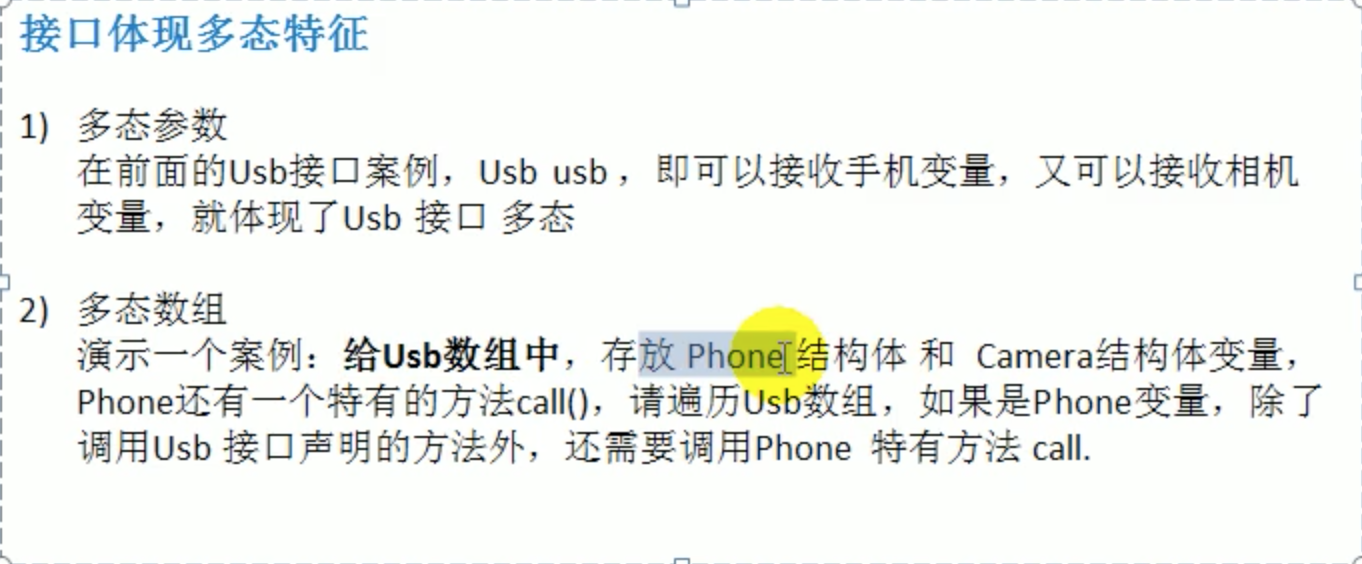 接口体现多态特征
1) 多态参数
在前面的Usb接口案例，Usb usb ，即可以接收手机变量，又可以接收相机
变量，就体现了Usb 接口 多态
2) 多态数组
演示一个案例：给Usb数组中，存放 Phone 结构体 和 Camera结构体变量，
Phone还有一个特有的方法call()，请遍历Usb数组，如果是Phone变量，除了
调用Usb 接口声明的方法外，还需要调用Phone 特有方法 call.